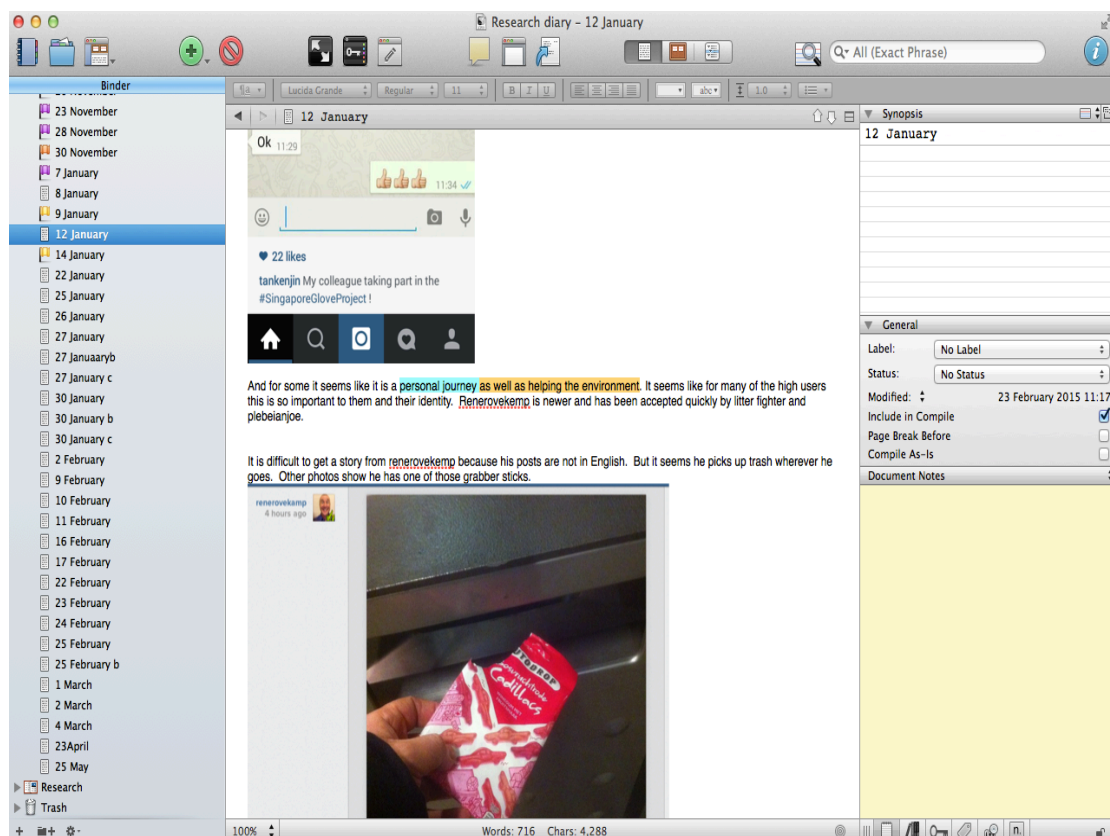 Research diary – 12 January
All (Exact Phrase)
Binder
23 November
28 November
30 November
7 January
8 January
9 January
12 January
14 January
22 January
25 January
26 January
27 January
27 Januaaryb
27 January c
30 January
30 January b
30 January c
2 February
9 February
10 February
11 February
16 February
17 February
22 February
23 February
24 February
25 February
25 February b
1 March
2 March
4 March
23April
25 May
Research
Trash
Lucida Grande Regular 11 B I U abc 1.0
12 January
Ok 11:29
11:34
22 likes
tankenjin My colleague taking part in the
#SingaporeGloveProject !
And for some it seems like it is a personal journey as well as helping the environment. It seems like for many of the high users
this is so important to them and their identity. Renerovekemp is newer and has been accepted quickly by litter fighter and
plebeianjoe.
It is difficult to get a story from renerovekemp because his posts are not in English. But it seems he picks up trash wherever he
goes. Other photos show he has one of those grabber sticks.
renerovekamp
4 hours ago
AUTODROP
Cadillacs
100% Words: 716 Chars: 4,288
Synopsis
12 January
General
Label: No Label
Status: No Status
Modified: 23 February 2015 11:17
Include in Compile
Page Break Before
Compile As-Is
Document Notes